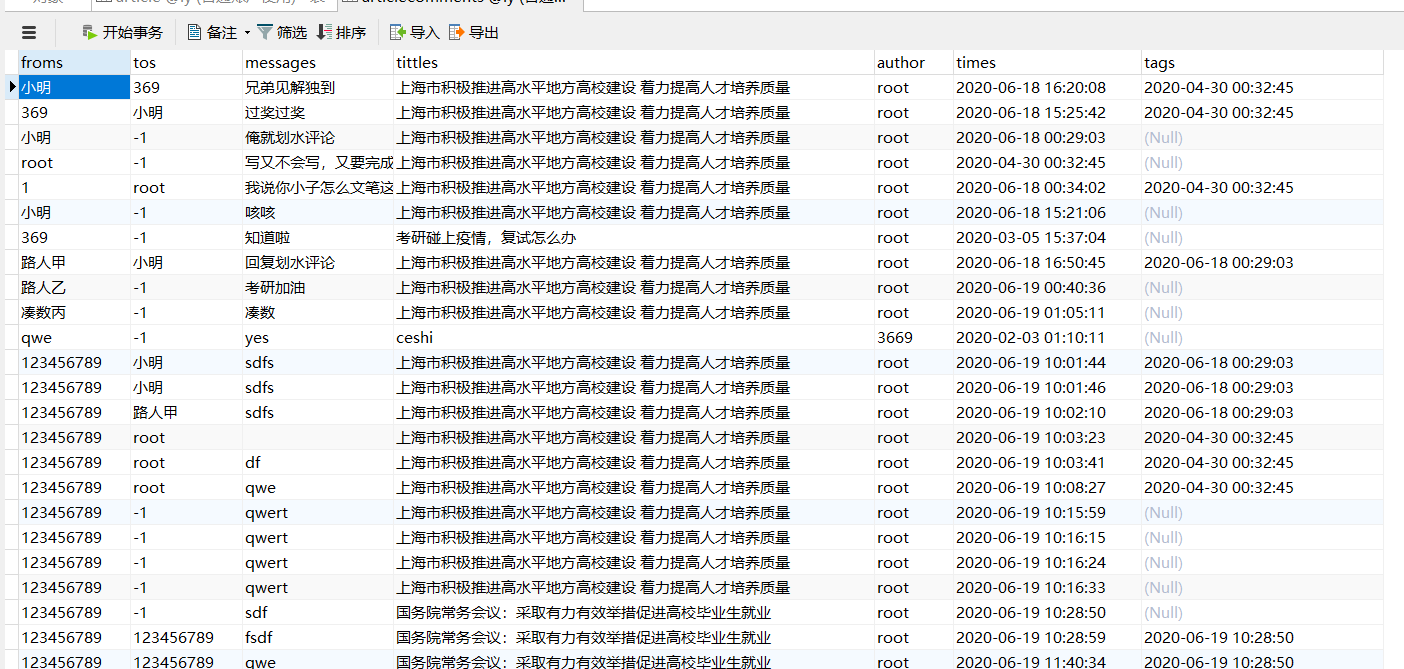 开始事务 备注 筛选 排序 导入 导出
froms tos messages tittles author times tags
小明 369 兄弟见解独到 上海市积极推进高水平地方高校建设 着力提高人才培养质量 root 2020-06-18 16:20:08 2020-04-30 00:32:45
369 小明 过奖过奖 上海市积极推进高水平地方高校建设 着力提高人才培养质量 root 2020-06-18 15:25:42 2020-04-30 00:32:45
小明 -1 俺就划水评论 上海市积极推进高水平地方高校建设 着力提高人才培养质量 root 2020-06-18 00:29:03 (Null)
root -1 写又不会写，又要完成 上海市积极推进高水平地方高校建设 着力提高人才培养质量 root 2020-04-30 00:32:45 (Null)
1 root 我说你小子怎么文笔这 上海市积极推进高水平地方高校建设 着力提高人才培养质量 root 2020-06-18 00:34:02 2020-04-30 00:32:45
小明 -1 咳咳 上海市积极推进高水平地方高校建设 着力提高人才培养质量 root 2020-06-18 15:21:06 (Null)
369 -1 知道啦 考研碰上疫情，复试怎么办 root 2020-03-05 15:37:04 (Null)
路人甲 小明 回复划水评论 上海市积极推进高水平地方高校建设 着力提高人才培养质量 root 2020-06-18 16:50:45 2020-06-18 00:29:03
路人乙 -1 考研加油 上海市积极推进高水平地方高校建设 着力提高人才培养质量 root 2020-06-19 00:40:36 (Null)
凑数丙 -1 凑数 上海市积极推进高水平地方高校建设 着力提高人才培养质量 root 2020-06-19 01:05:11 (Null)
qwe -1 yes ceshi 3669 2020-02-03 01:10:11 (Null)
123456789 小明 sdfs 上海市积极推进高水平地方高校建设 着力提高人才培养质量 root 2020-06-19 10:01:44 2020-06-18 00:29:03
123456789 小明 sdfs 上海市积极推进高水平地方高校建设 着力提高人才培养质量 root 2020-06-19 10:01:46 2020-06-18 00:29:03
123456789 路人甲 sdfs 上海市积极推进高水平地方高校建设 着力提高人才培养质量 root 2020-06-19 10:02:10 2020-06-18 00:29:03
123456789 root 上海市积极推进高水平地方高校建设 着力提高人才培养质量 root 2020-06-19 10:03:23 2020-04-30 00:32:45
123456789 root df 上海市积极推进高水平地方高校建设 着力提高人才培养质量 root 2020-06-19 10:03:41 2020-04-30 00:32:45
123456789 root qwe 上海市积极推进高水平地方高校建设 着力提高人才培养质量 root 2020-06-19 10:08:27 2020-04-30 00:32:45
123456789 -1 qwert 上海市积极推进高水平地方高校建设 着力提高人才培养质量 root 2020-06-19 10:15:59 (Null)
123456789 -1 qwert 上海市积极推进高水平地方高校建设 着力提高人才培养质量 root 2020-06-19 10:16:15 (Null)
123456789 -1 qwert 上海市积极推进高水平地方高校建设 着力提高人才培养质量 root 2020-06-19 10:16:24 (Null)
123456789 -1 qwert 上海市积极推进高水平地方高校建设 着力提高人才培养质量 root 2020-06-19 10:16:33 (Null)
123456789 -1 sdf 国务院常务会议：采取有力有效举措促进高校毕业生就业 root 2020-06-19 10:28:50 (Null)
123456789 123456789 fsdf 国务院常务会议：采取有力有效举措促进高校毕业生就业 root 2020-06-19 10:28:59 2020-06-19 10:28:50
123456789 123456789 qwe 国务院常务会议：采取有力有效举措促进高校毕业生就业 root 2020-06-19 11:40:34 2020-06-19 10:28:50